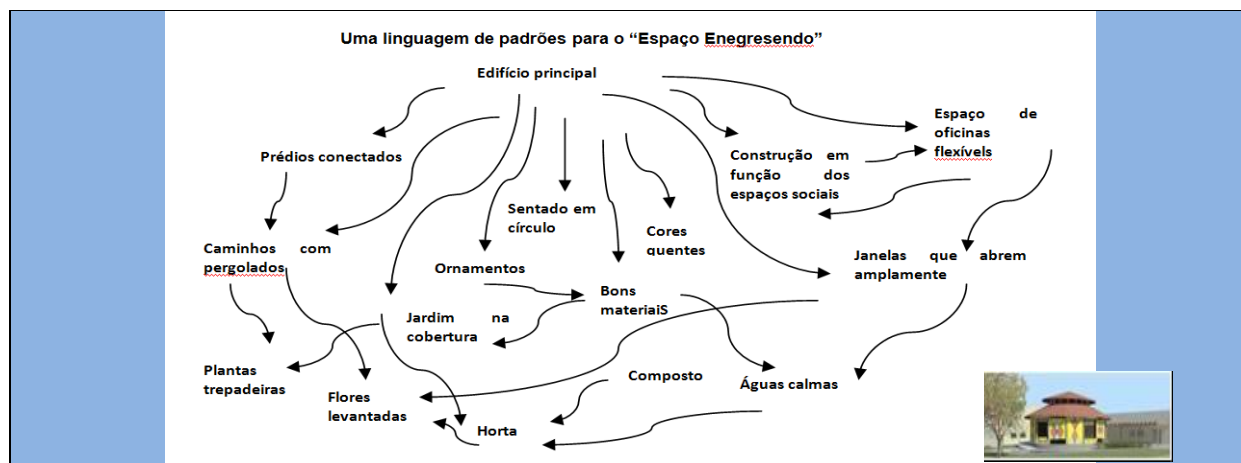 Uma linguagem de padrões para o “Espaço Enegresendo”
Edifício principal
Espaço de
oficinas
flexíveis
Prédios conectados
Construção em
função dos
espaços sociais
Sentado em
círculo
Cores
quentes
Caminhos com
pergolados
Ornamentos
Janelas que abrem
amplamente
Bons
materiaiS
Jardim na
cobertura
Plantas
trepadeiras
Flores
levantadas
Composto
Águas calmas
Horta